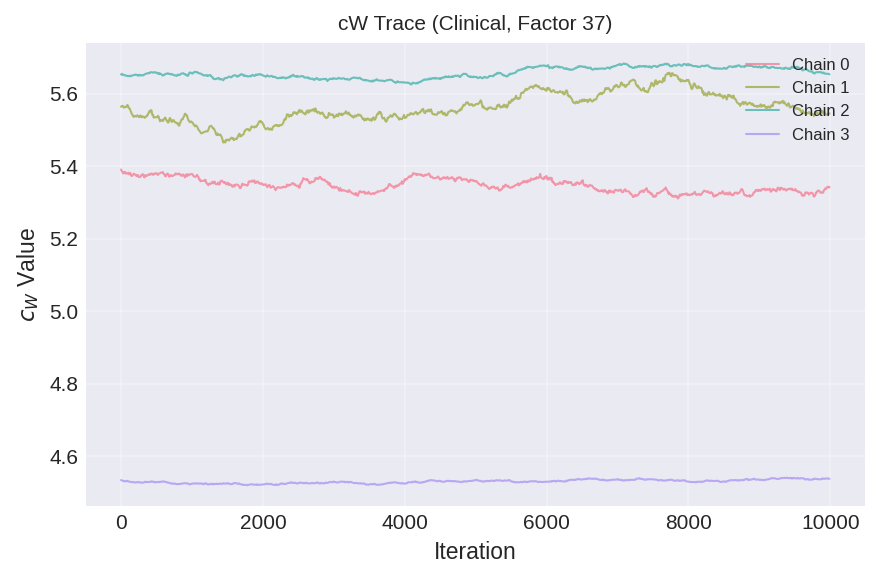 cW Trace (Clinical, Factor 37)
Chain 0
Chain 1
Chain 2
Chain 3
5.6
5.4
5.2
5.0
4.8
4.6
cW Value
0 2000 4000 6000 8000 10000
Iteration